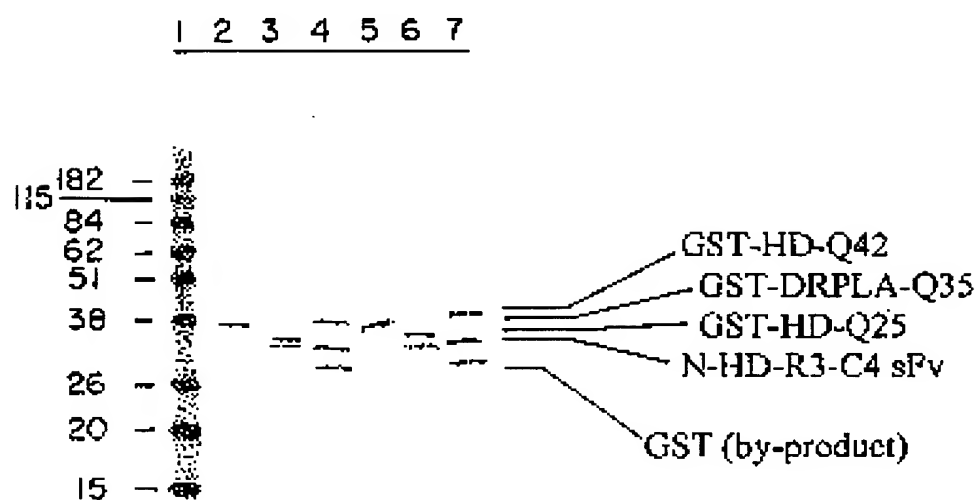 1 2 3 4 5 6 7
182
115
84
62
51
38
26
20
15
GST-HD-Q42
GST-DRPLA-Q35
GST-HD-Q25
N-HD-R3-C4 sFv
GST (by-product)